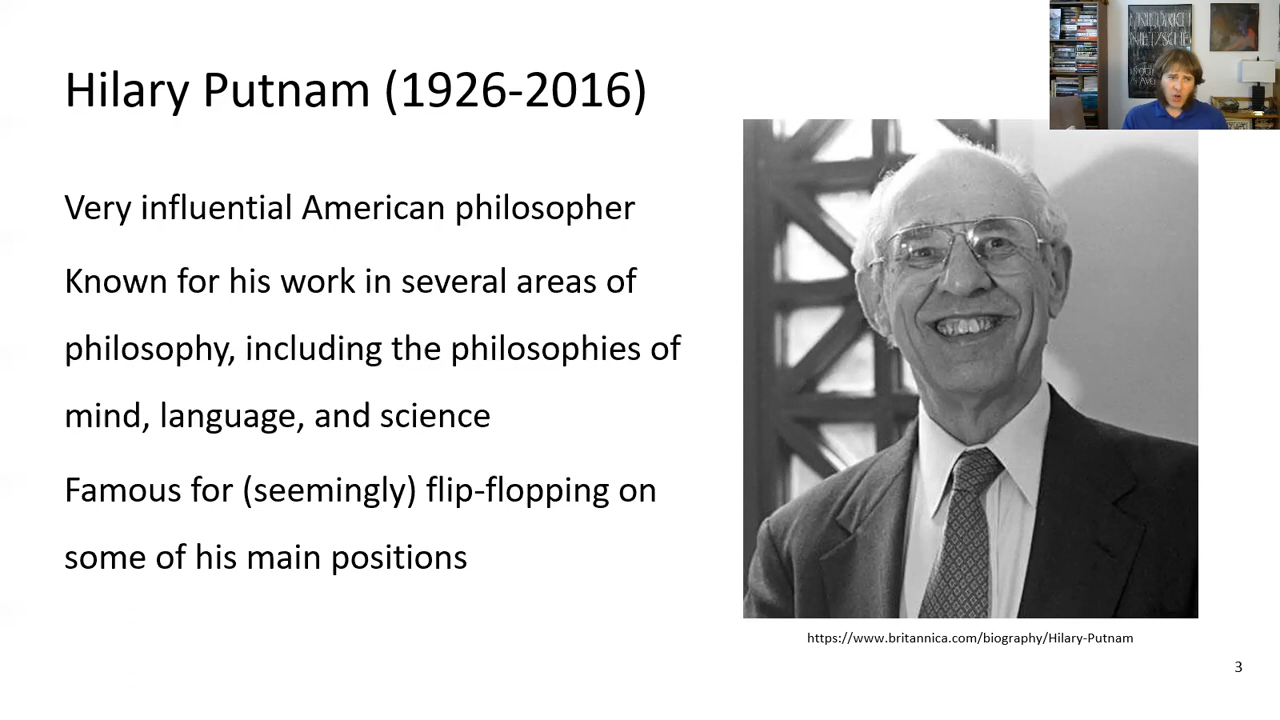 Hilary Putnam (1926-2016)
Very influential American philosopher
Known for his work in several areas of
philosophy, including the philosophies of
mind, language, and science
Famous for (seemingly) flip-flopping on
some of his main positions
NIETZSCHE
https://www.britannica.com/biography/Hilary-Putnam
3